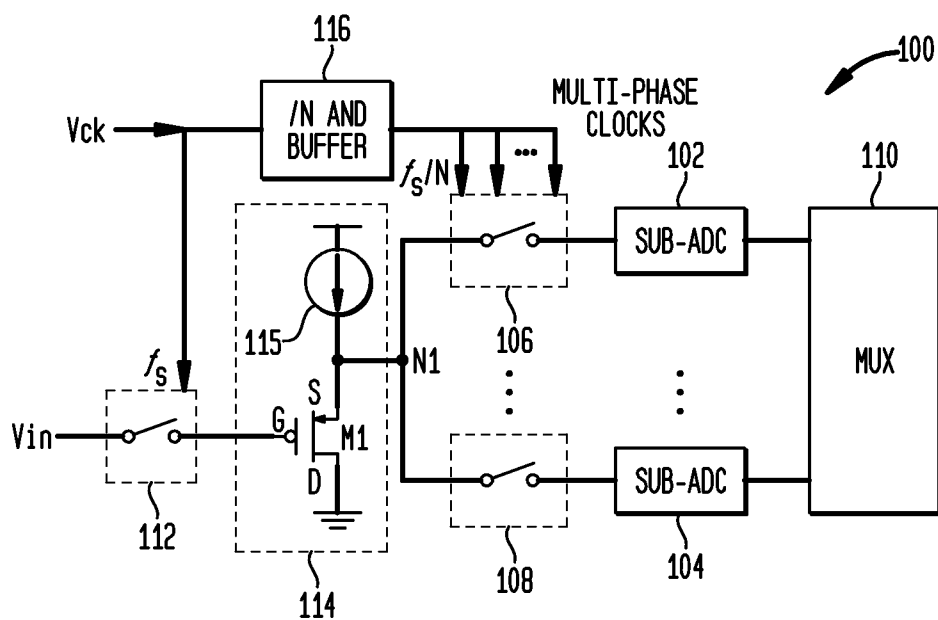 116
100
/N AND
BUFFER
MULTI-PHASE
CLOCKS
Vck
...
fs/N
102
110
SUB-ADC
115
106
N1
MUX
fs
S
G
M1
D
Vin
SUB-ADC
112
114
108
104